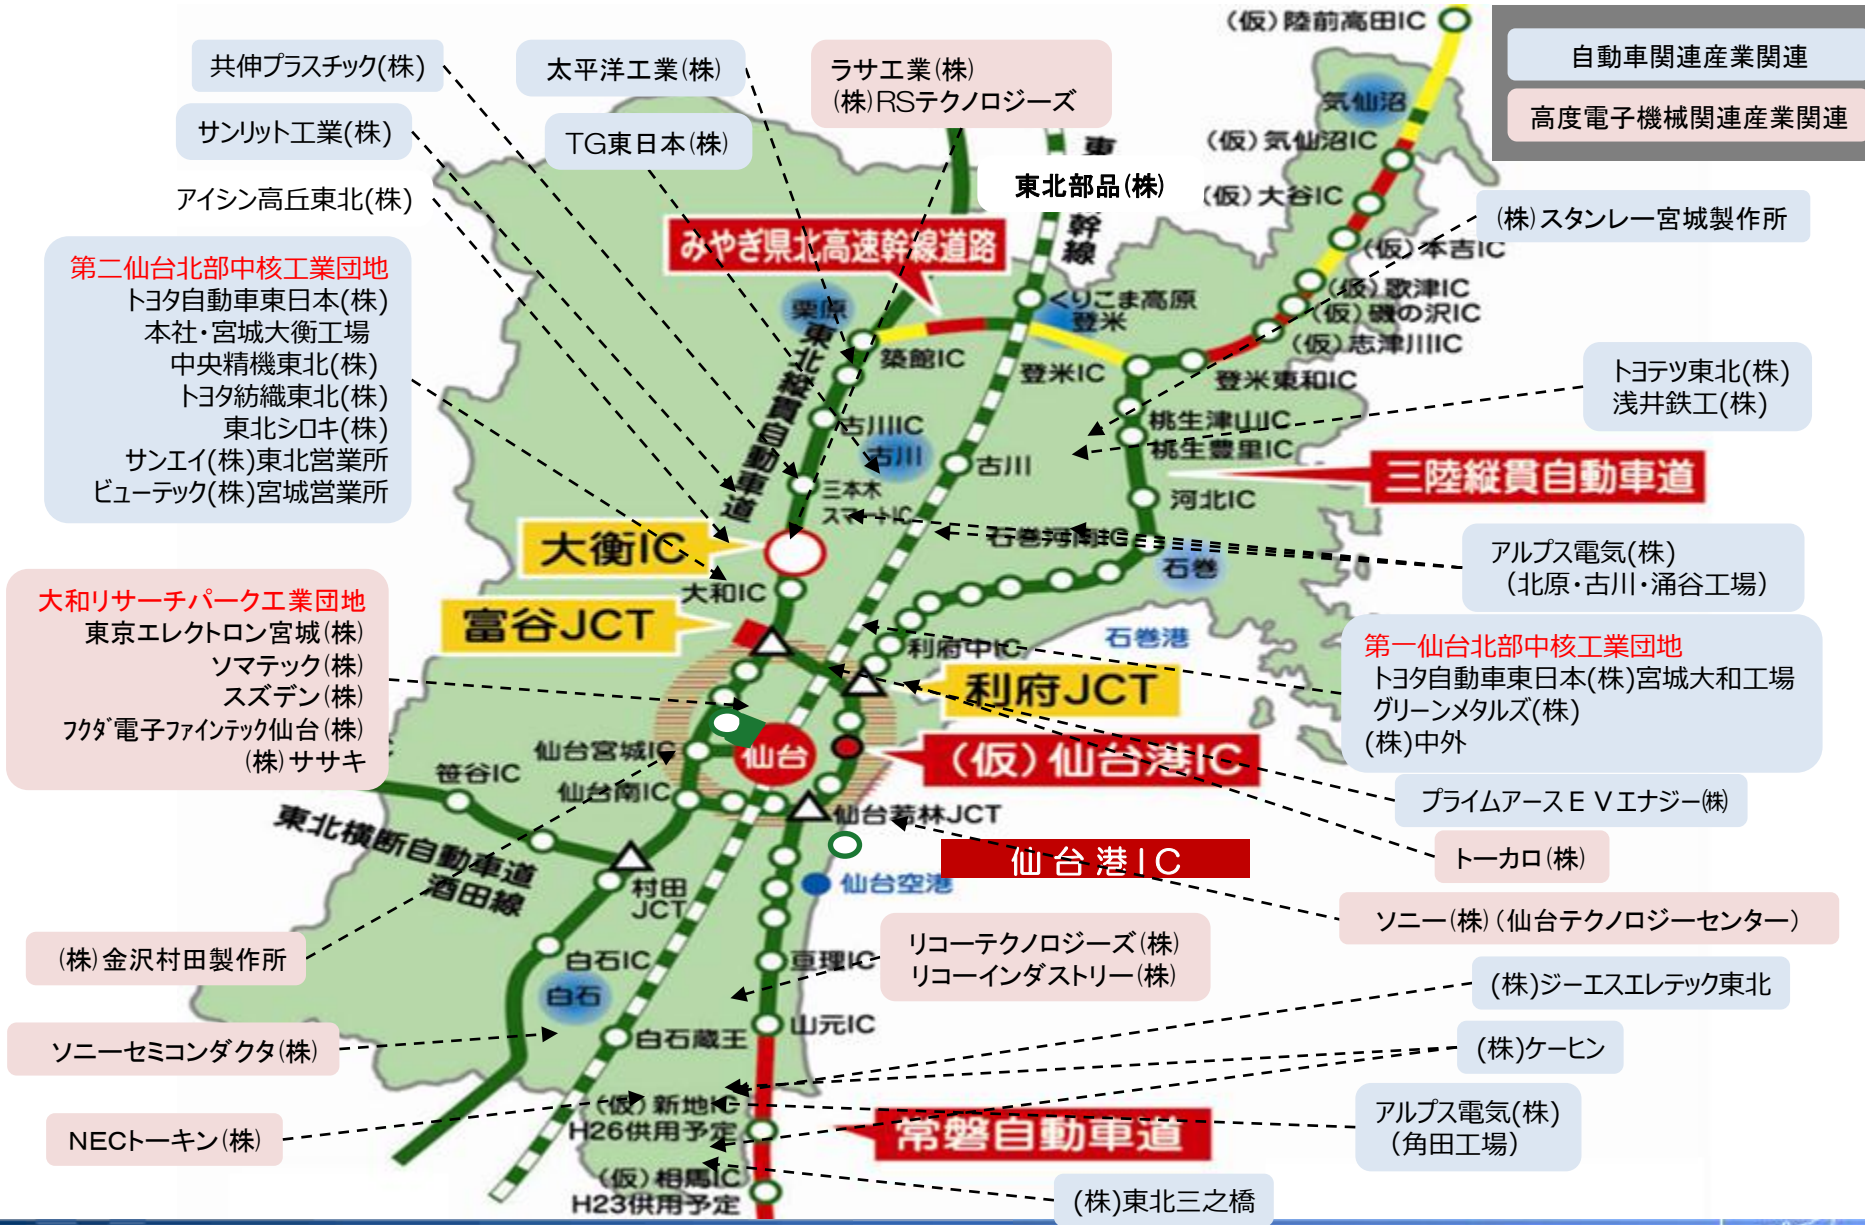 (仮)陸前高田IC
自動車関連産業関連
高度電子機械関連産業関連
共伸プラスチック(株)
太平洋工業(株)
ラサ工業(株)
(株)RSテクノロジーズ
サンリット工業(株)
TG東日本(株)
気仙沼
(仮)気仙沼IC
東北部品(株)
アイシン高丘東北(株)
(仮)大谷IC
(株)スタンレー宮城製作所
幹線
みやぎ県北高速幹線道路
(仮)本吉IC
第二仙台北部中核工業団地
トヨタ自動車東日本(株)
本社・宮城大衡工場
中央精機東北(株)
トヨタ紡織東北(株)
東北シロキ(株)
サンエイ(株)東北営業所
ビューテック(株)宮城営業所
栗原
くりこま高原
登米
(仮)歌津IC
(仮)磯の沢IC
(仮)志津川IC
東北縦貫自動車道
築館IC
登米IC
登米東和IC
トヨテツ東北(株)
浅井鉄工(株)
古川IC
古川
古川
桃生津山IC
桃生豊里IC
三陸縦貫自動車道
三本木
スマートIC
河北IC
大衡IC
石巻河南IC
石巻
アルプス電気(株)
(北原・古川・涌谷工場)
大和IC
富谷JCT
大和リサーチパーク工業団地
東京エレクトロン宮城(株)
ソマテック(株)
スズデン(株)
フクダ電子ファインテック仙台(株)
(株)ササキ
利府中IC
石巻港
利府JCT
第一仙台北部中核工業団地
トヨタ自動車東日本(株)宮城大和工場
グリーンメタルズ(株)
(株)中外
仙台宮城IC
仙台
(仮)仙台港IC
笹谷IC
仙台南IC
仙台若林JCT
プライムアースEVエナジー㈱
東北横断自動車道
酒田線
仙台港IC
トーカロ(株)
村田
JCT
仙台空港
ソニー(株)(仙台テクノロジーセンター)
(株)金沢村田製作所
白石IC
白石
亘理IC
リコーテクノロジーズ(株)
リコーインダストリー(株)
(株)ジーエスエレテック東北
ソニーセミコンダクタ(株)
白石蔵王
山元IC
(株)ケーヒン
NECトーキン(株)
(仮)新地IC
H26供用予定
常磐自動車道
アルプス電気(株)
(角田工場)
(仮)相馬IC
H23供用予定
(株)東北三之橋